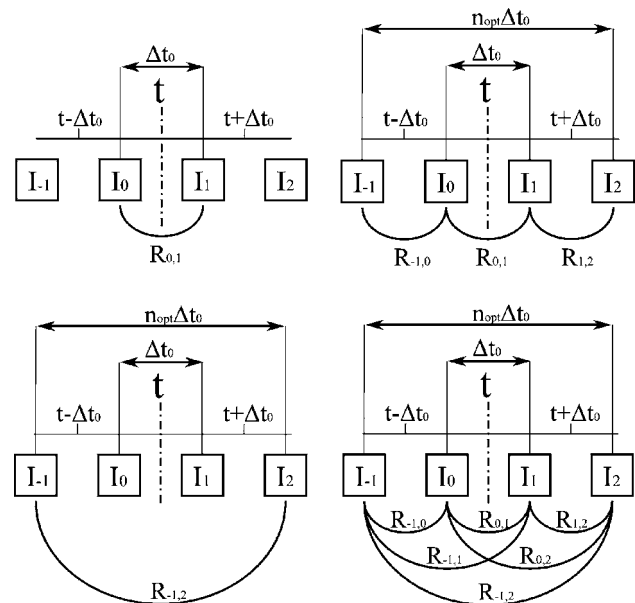 Δt₀
t
t-Δt₀ t+Δt₀
I₋₁ I₀ I₁ I₂
R₀,₁
nₒₚₜΔt₀
Δt₀
t
t-Δt₀ t+Δt₀
I₋₁ I₀ I₁ I₂
R₋₁,₀ R₀,₁ R₁,₂
nₒₚₜΔt₀
Δt₀
t
t-Δt₀ t+Δt₀
I₋₁ I₀ I₁ I₂
R₋₁,₂
nₒₚₜΔt₀
Δt₀
t
t-Δt₀ t+Δt₀
I₋₁ I₀ I₁ I₂
R₋₁,₀ R₀,₁ R₁,₂
R₋₁,₁ R₀,₂
R₋₁,₂